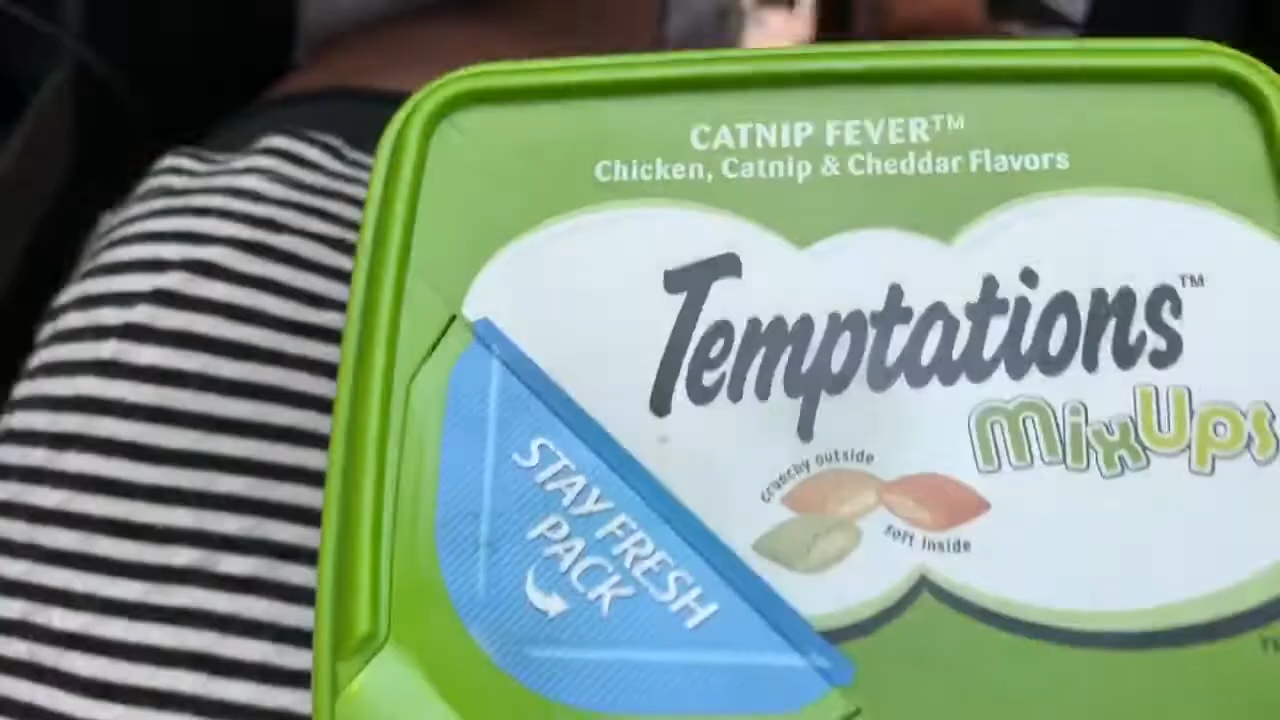 CATNIP FEVER™
Chicken, Catnip & Cheddar Flavors
Temptations™
MixUps
crunchy outside
soft inside
STAY FRESH
PACK